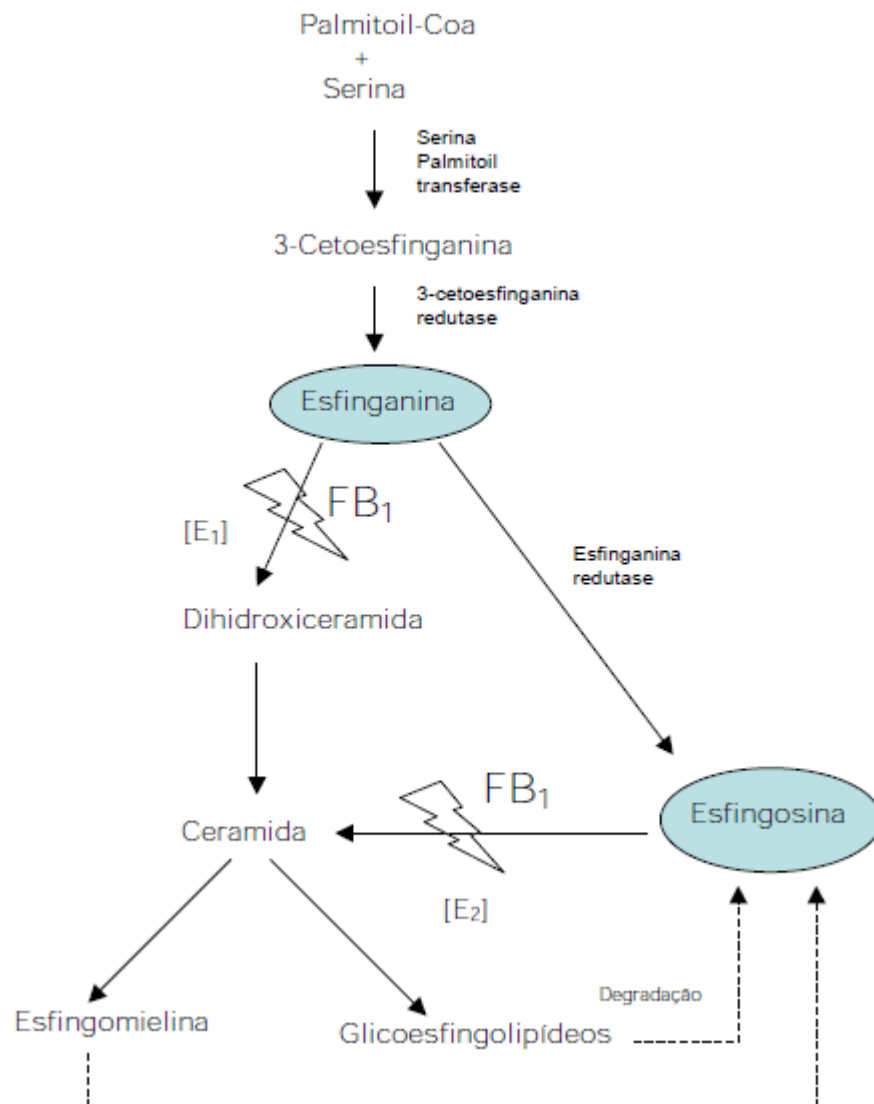 Palmitoil-Coa
+
Serina
Serina
Palmitoil
transferase
3-Cetoesfinganina
3-cetoesfinganina
redutase
Esfinganina
FB₁
[E₁]
Esfinganina
redutase
Dihidroxiceramida
FB₁
Esfingosina
Ceramida
[E₂]
Degradação
Esfingomielina
Glicoesfingolipídeos